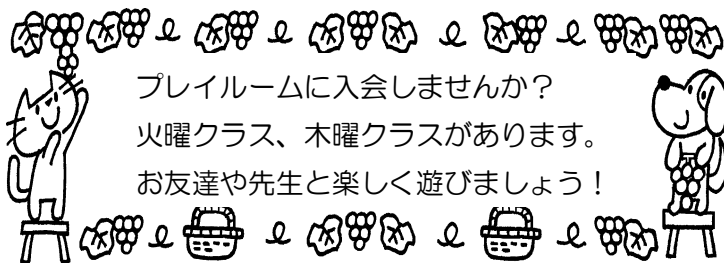 プレイルームに入会しませんか？
火曜クラス、木曜クラスがあります。
お友達や先生と楽しく遊びましょう！